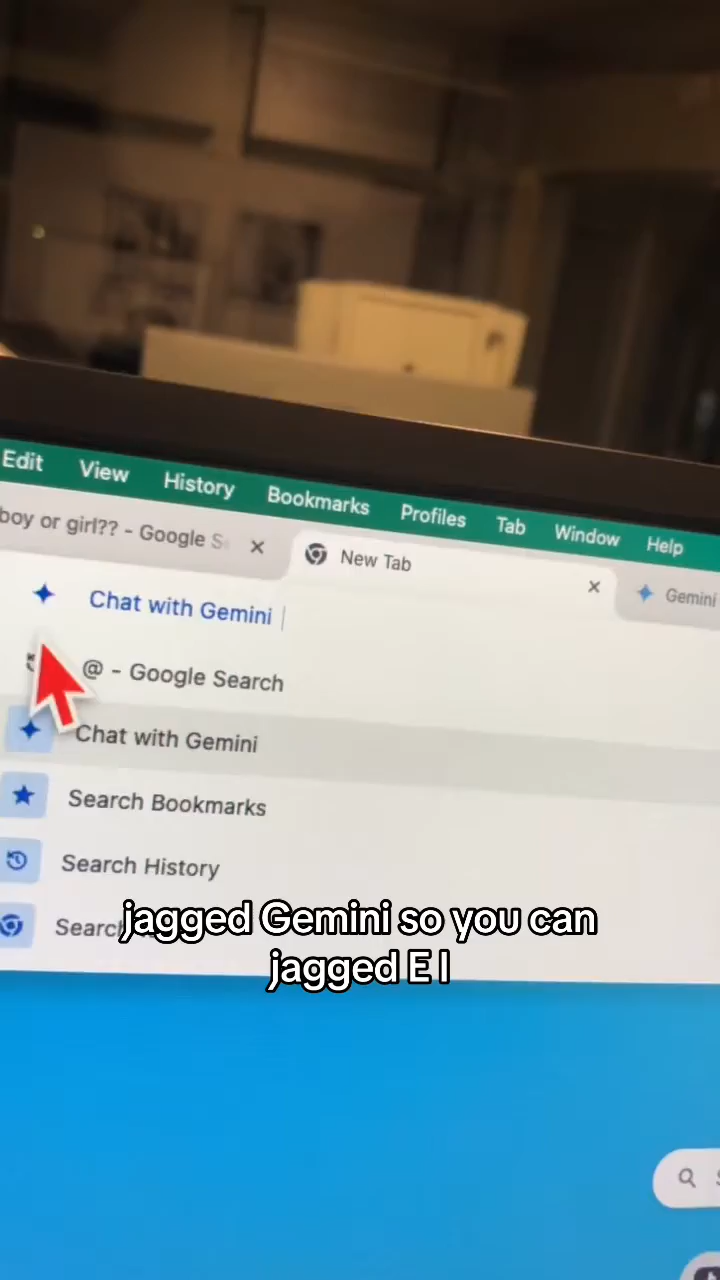 Edit View History Bookmarks Profiles Tab Window Help
boy or girl?? - Google
New Tab
Gemini
Chat with Gemini
@ - Google Search
Chat with Gemini
Search Bookmarks
Search History
Search
jagged Gemini so you can
jagged E I